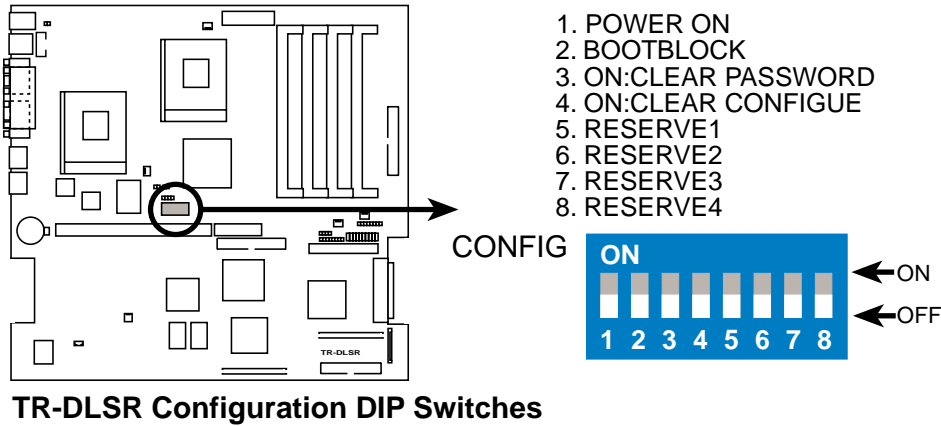 1. POWER ON
2. BOOTBLOCK
3. ON:CLEAR PASSWORD
4. ON:CLEAR CONFIGUE
5. RESERVE1
6. RESERVE2
7. RESERVE3
8. RESERVE4
CONFIG
ON
ON
OFF
1 2 3 4 5 6 7 8
TR-DLSR
TR-DLSR Configuration DIP Switches